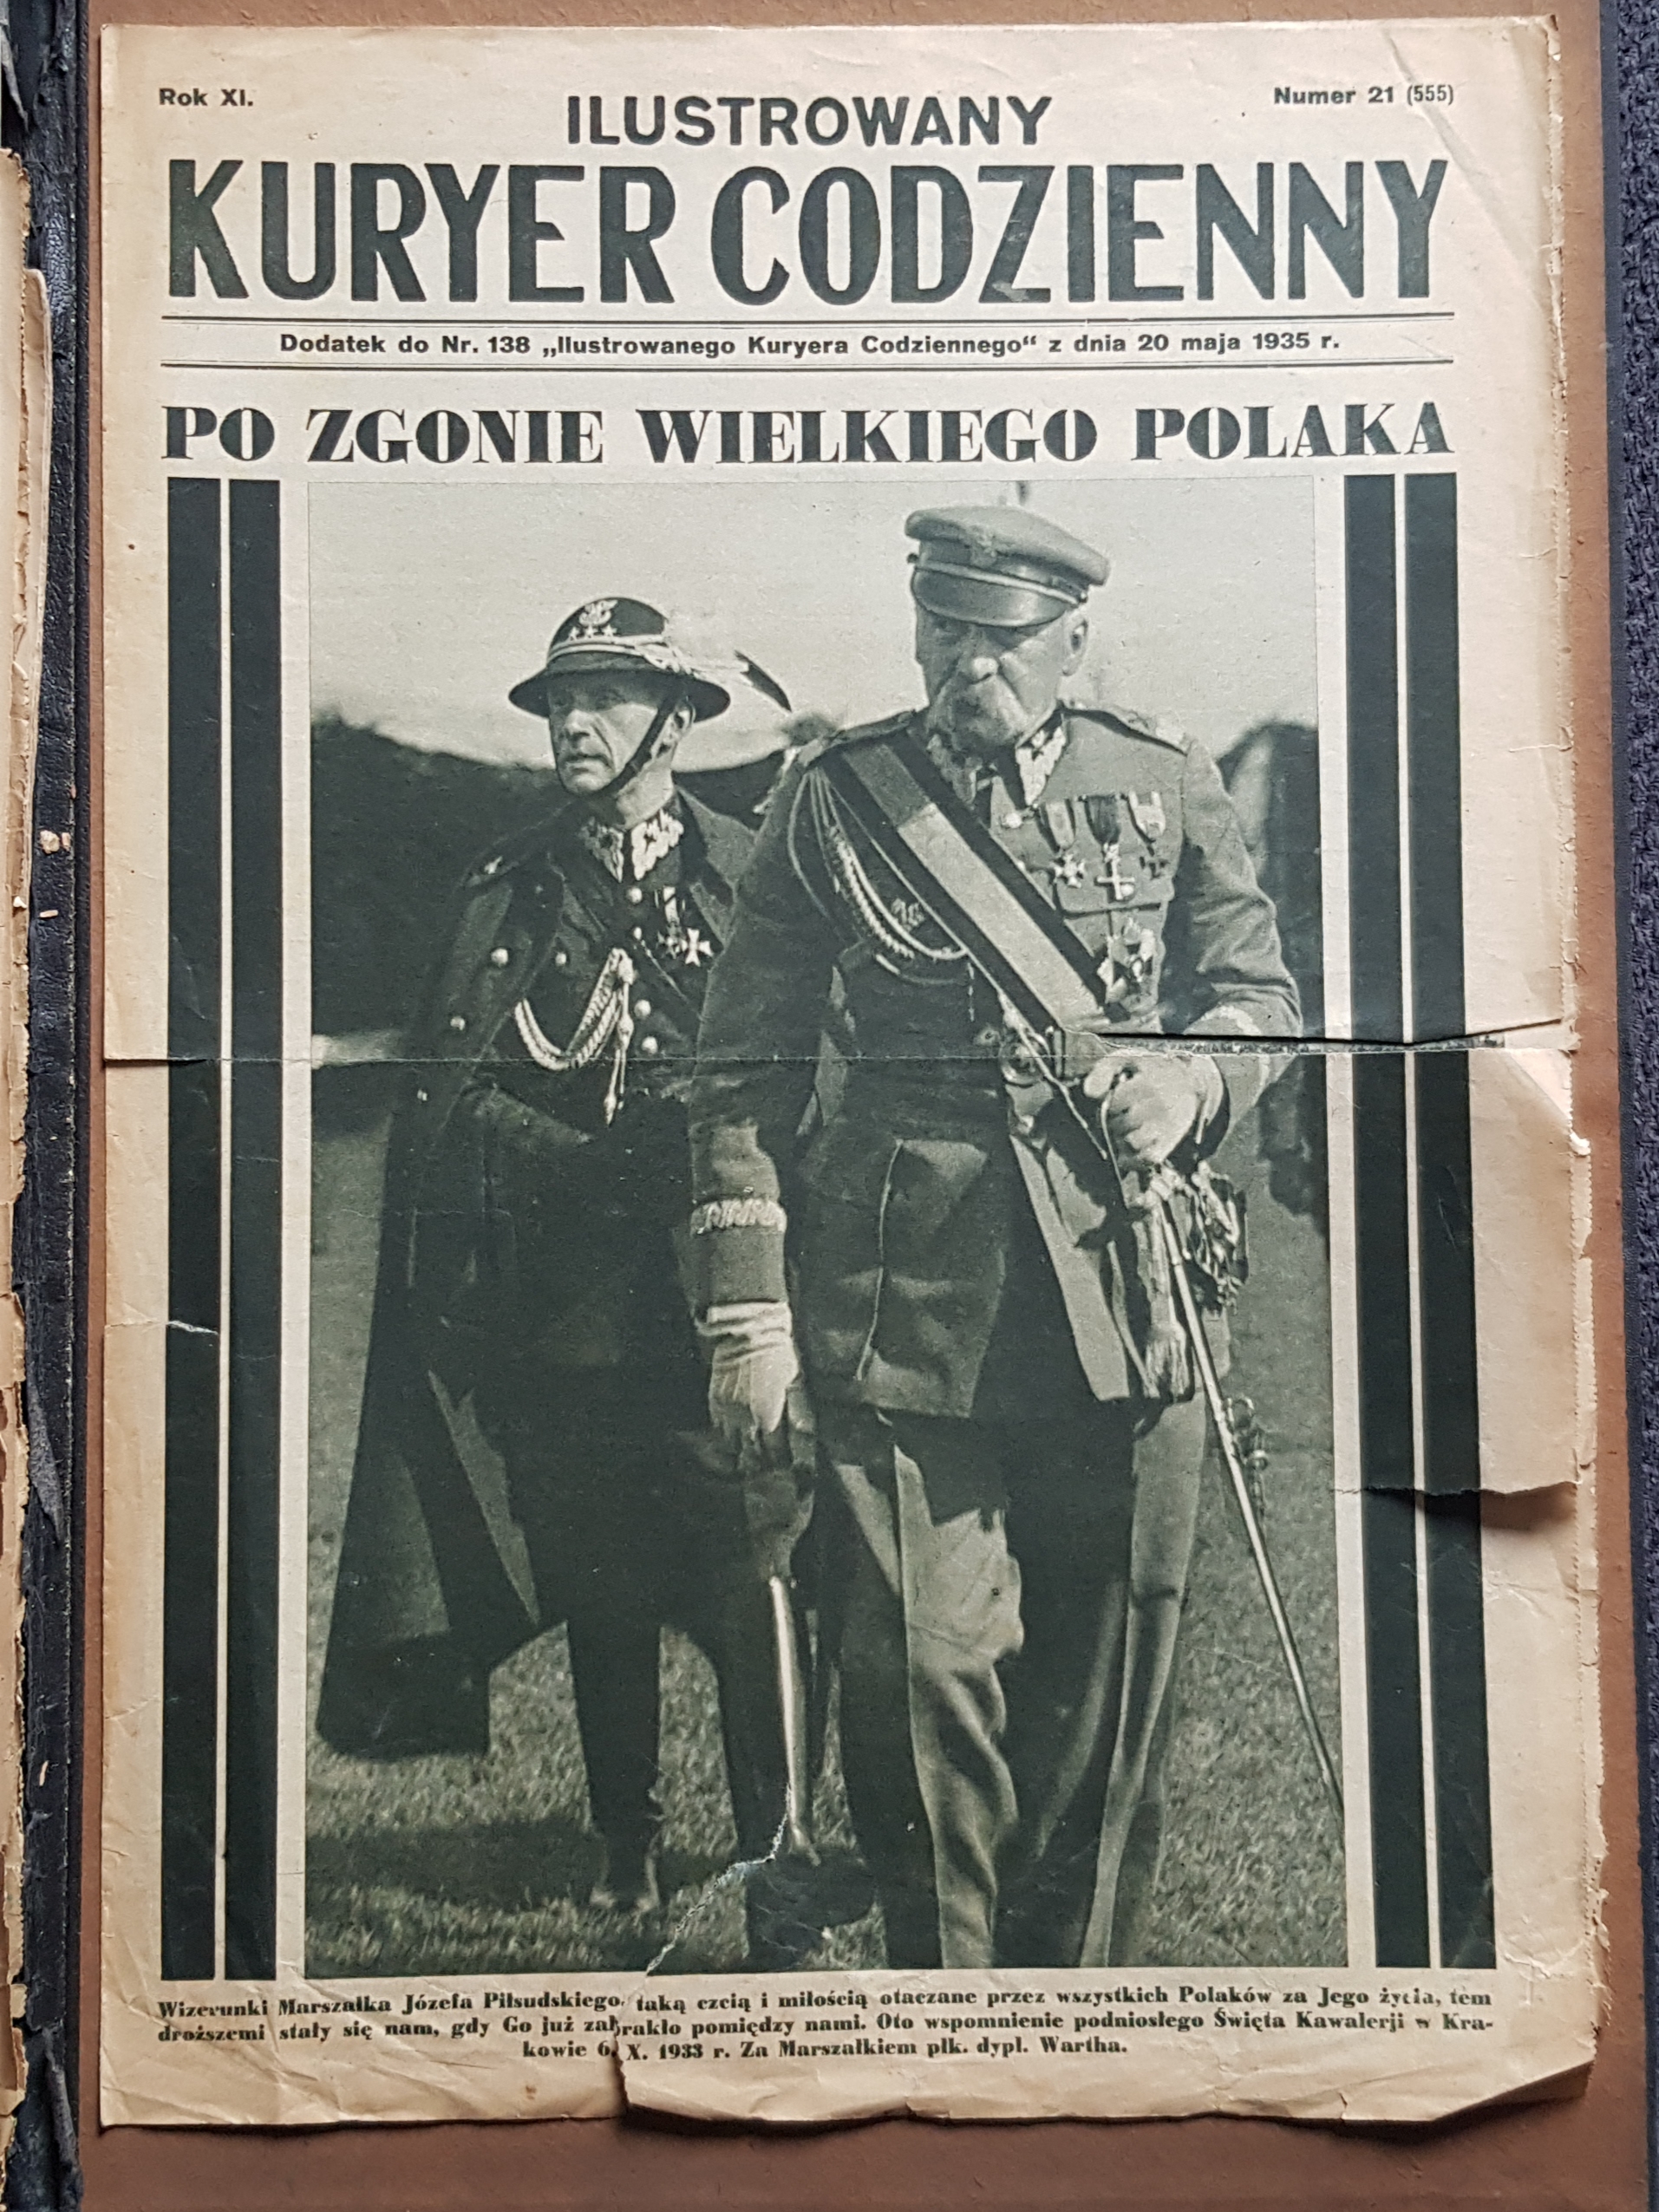 Rok XI.
Numer 21 (555)
ILUSTROWANY
KURYER CODZIENNY
Dodatek do Nr. 138 „Ilustrowanego Kuryera Codziennego“ z dnia 20 maja 1935 r.
PO ZGONIE WIELKIEGO POLAKA
Wizerunki Marszałka Józefa Piłsudskiego, taką czcią i miłością otaczane przez wszystkich Polaków za Jego życia, tem
droższemi stały się nam, gdy Go już zabrakło pomiędzy nami. Oto wspomnienie podniosłego Święta Kawalerji w Kra-
kowie 6. X. 1933 r. Za Marszałkiem płk. dypl. Wartha.